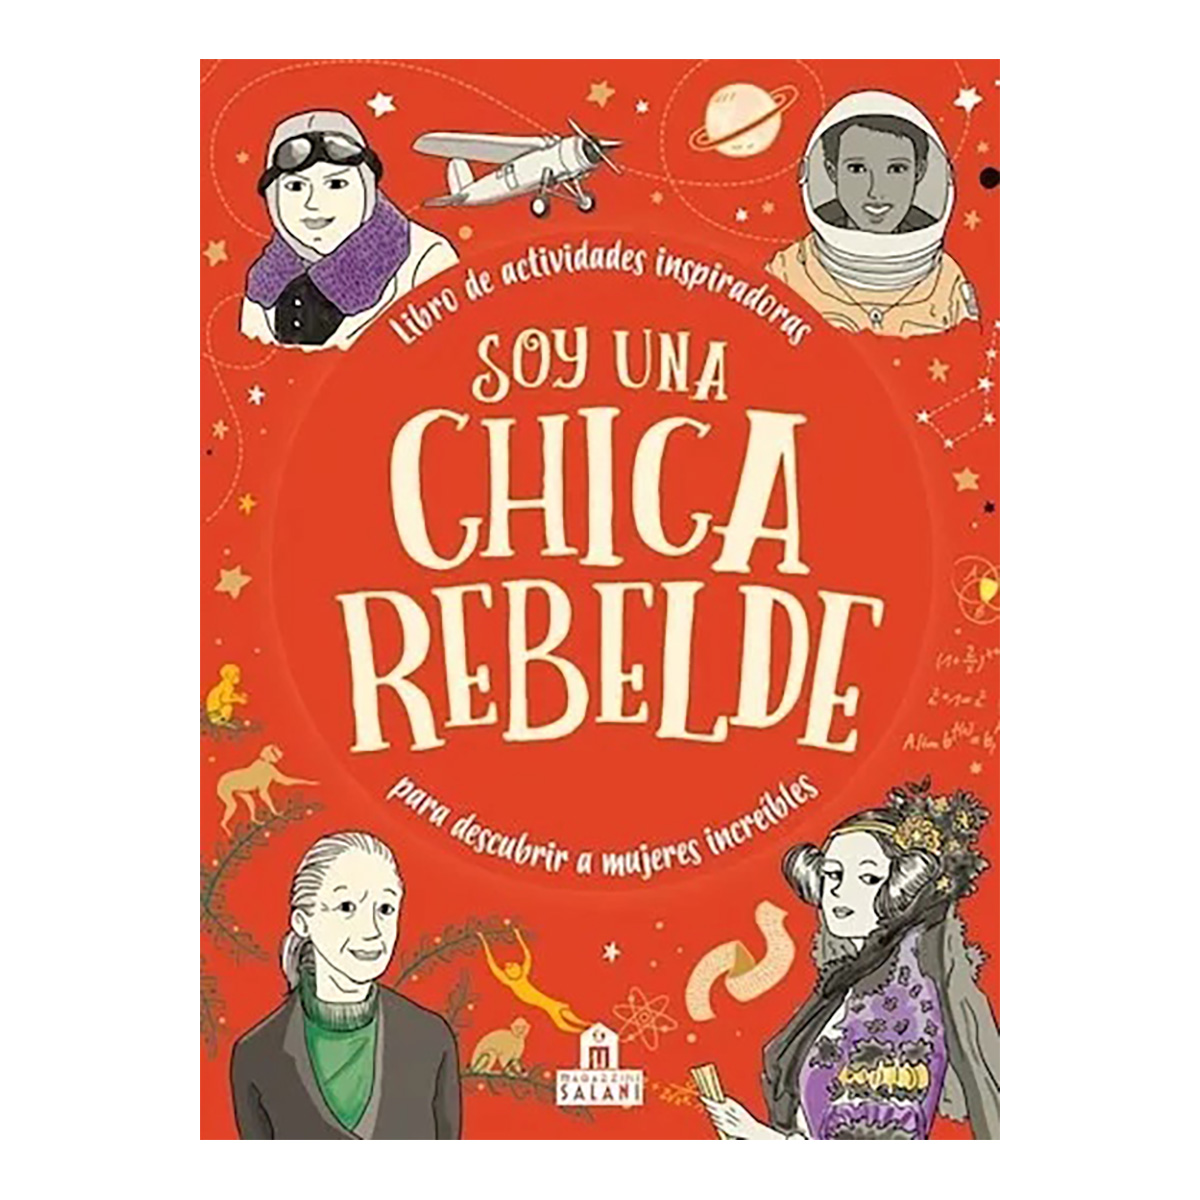 Libro de actividades inspiradoras
SOY UNA
CHICA
REBELDE
para descubrir a mujeres increíbles
MAGAZZINI
SALANI